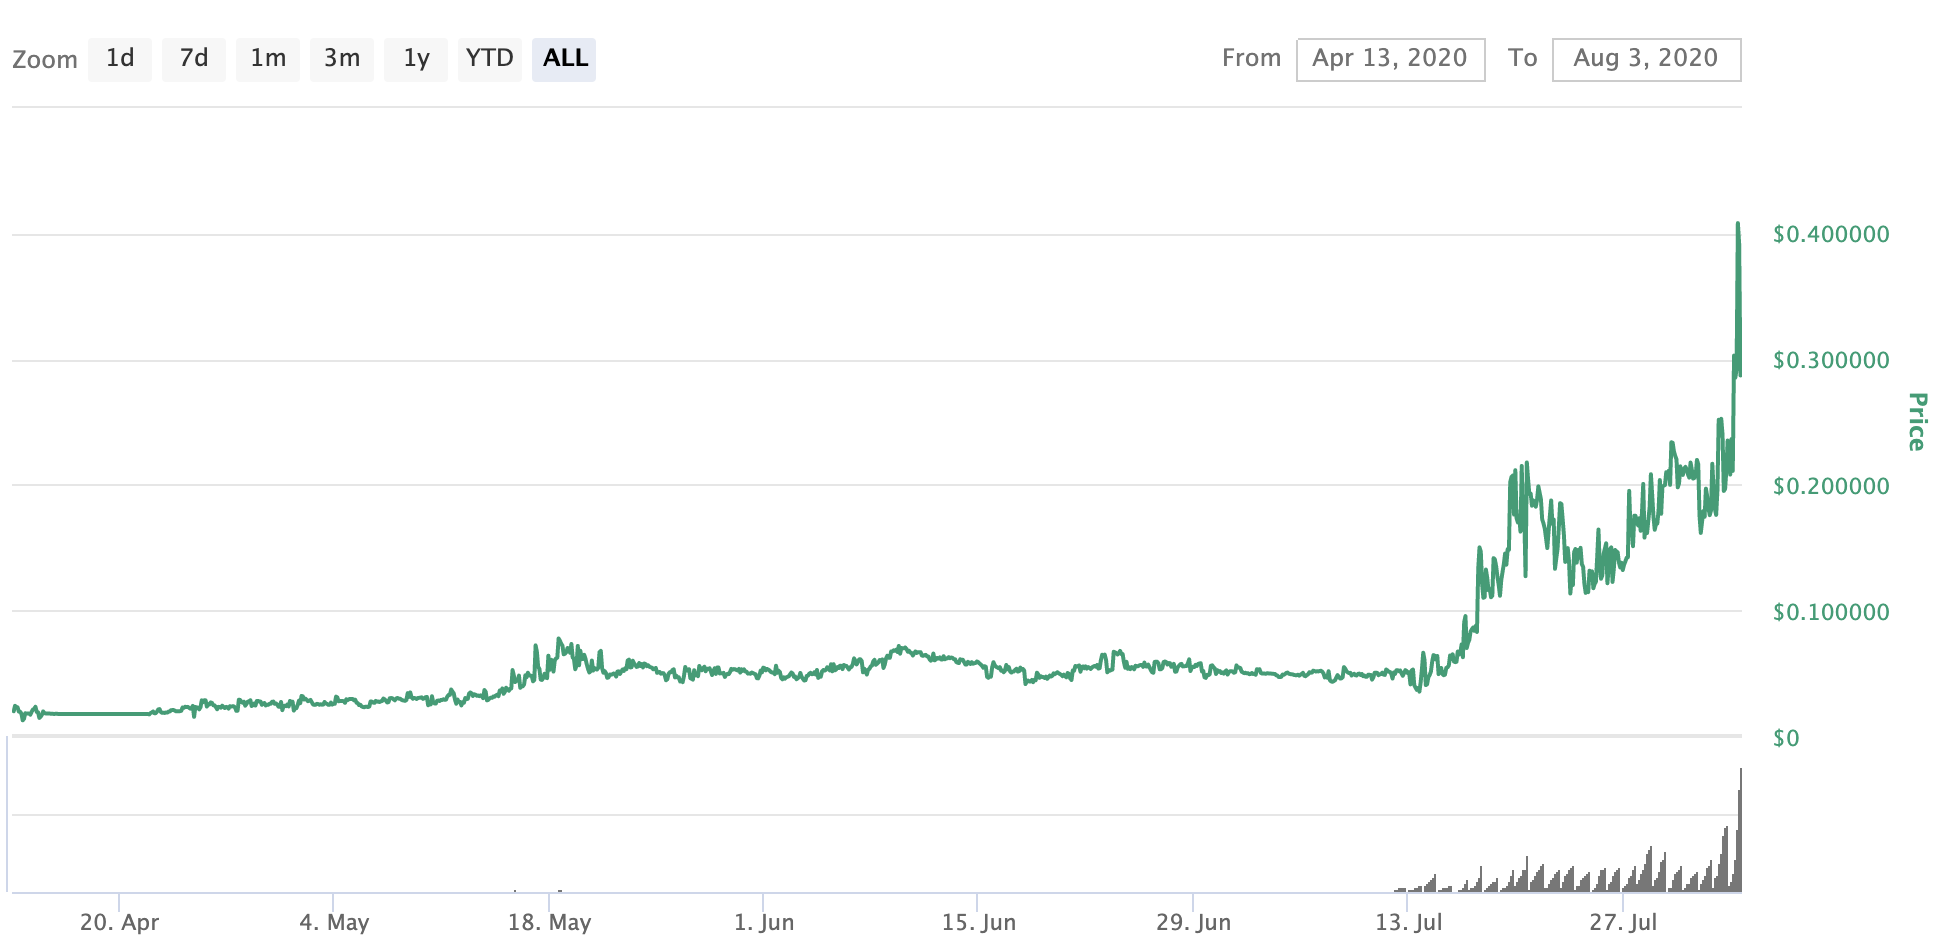 Zoom 1d 7d 1m 3m 1y YTD ALL From Apr 13, 2020 To Aug 3, 2020
$0.400000
$0.300000
Price
$0.200000
$0.100000
$0
20. Apr 4. May 18. May 1. Jun 15. Jun 29. Jun 13. Jul 27. Jul